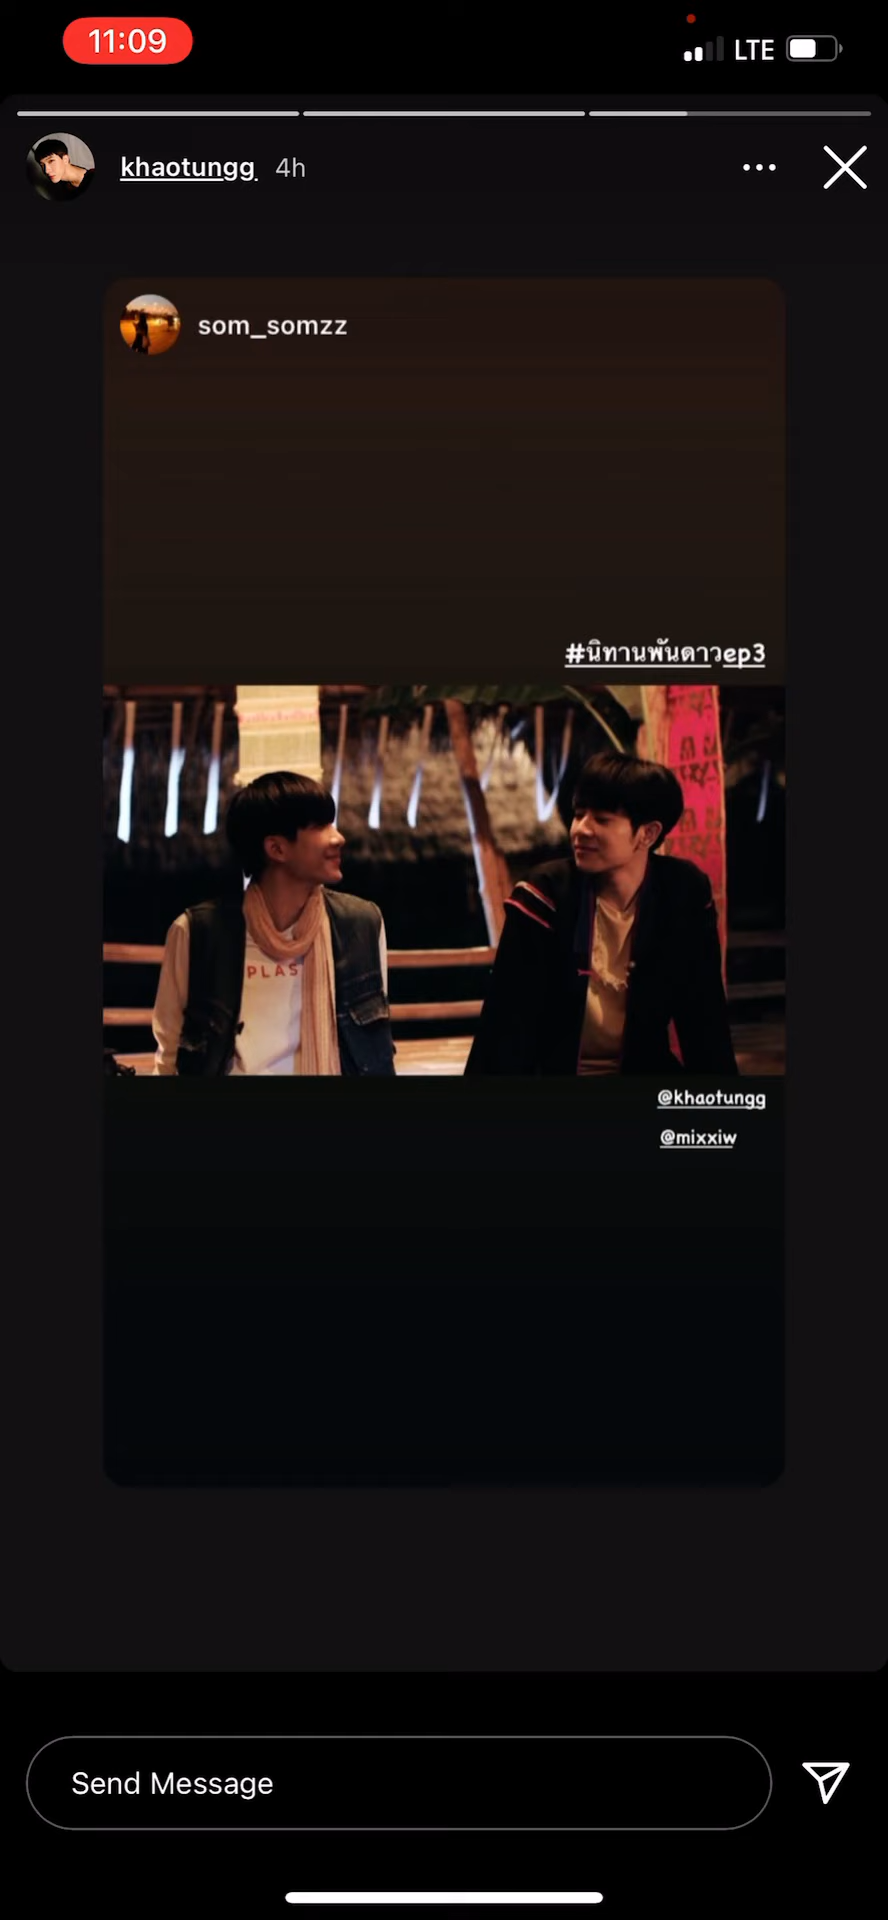 11:09
LTE
khaotungg 4h
som_somzz
#นิทานพันดาวep3
PLAS
@khaotungg
@mixxiw
Send Message